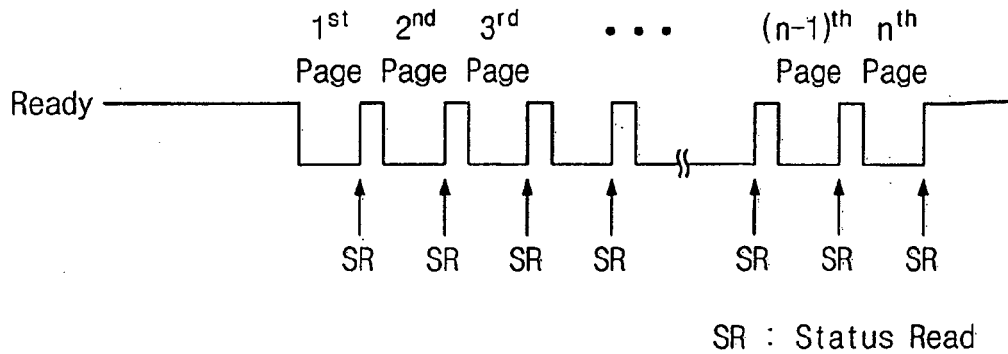 1st 2nd 3rd • • • (n-1)th nth
Page Page Page Page Page
Ready
SR SR SR SR SR SR SR
SR : Status Read